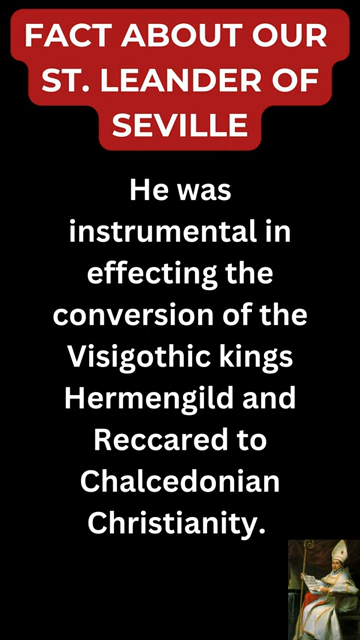 FACT ABOUT OUR
ST. LEANDER OF
SEVILLE
He was
instrumental in
effecting the
conversion of the
Visigothic kings
Hermengild and
Reccared to
Chalcedonian
Christianity.